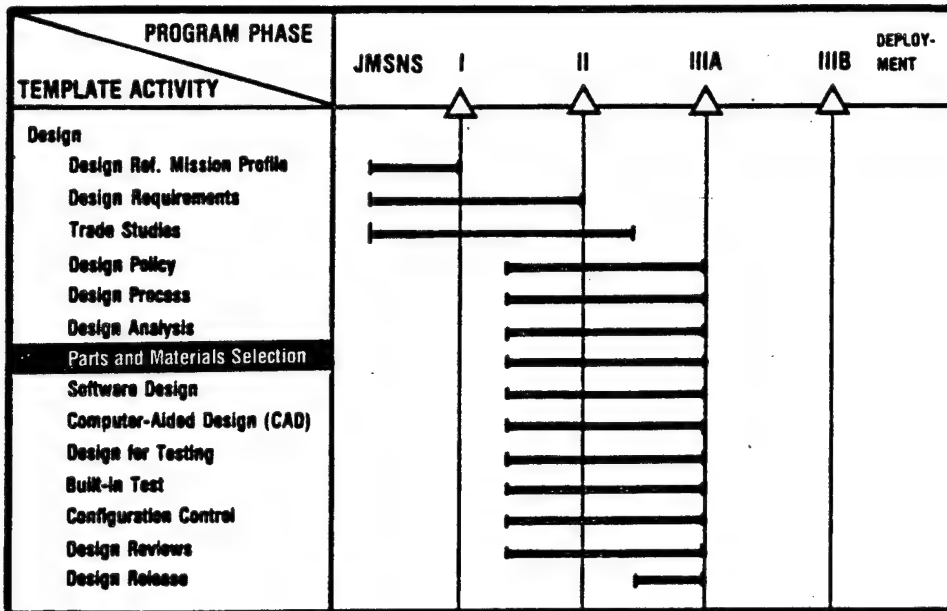 PROGRAM PHASE
TEMPLATE ACTIVITY
JMSNS I II IIIA IIIB DEPLOY-
MENT
Design
Design Ref. Mission Profile
Design Requirements
Trade Studies
Design Policy
Design Process
Design Analysis
Parts and Materials Selection
Software Design
Computer-Aided Design (CAD)
Design for Testing
Built-in Test
Configuration Control
Design Reviews
Design Release